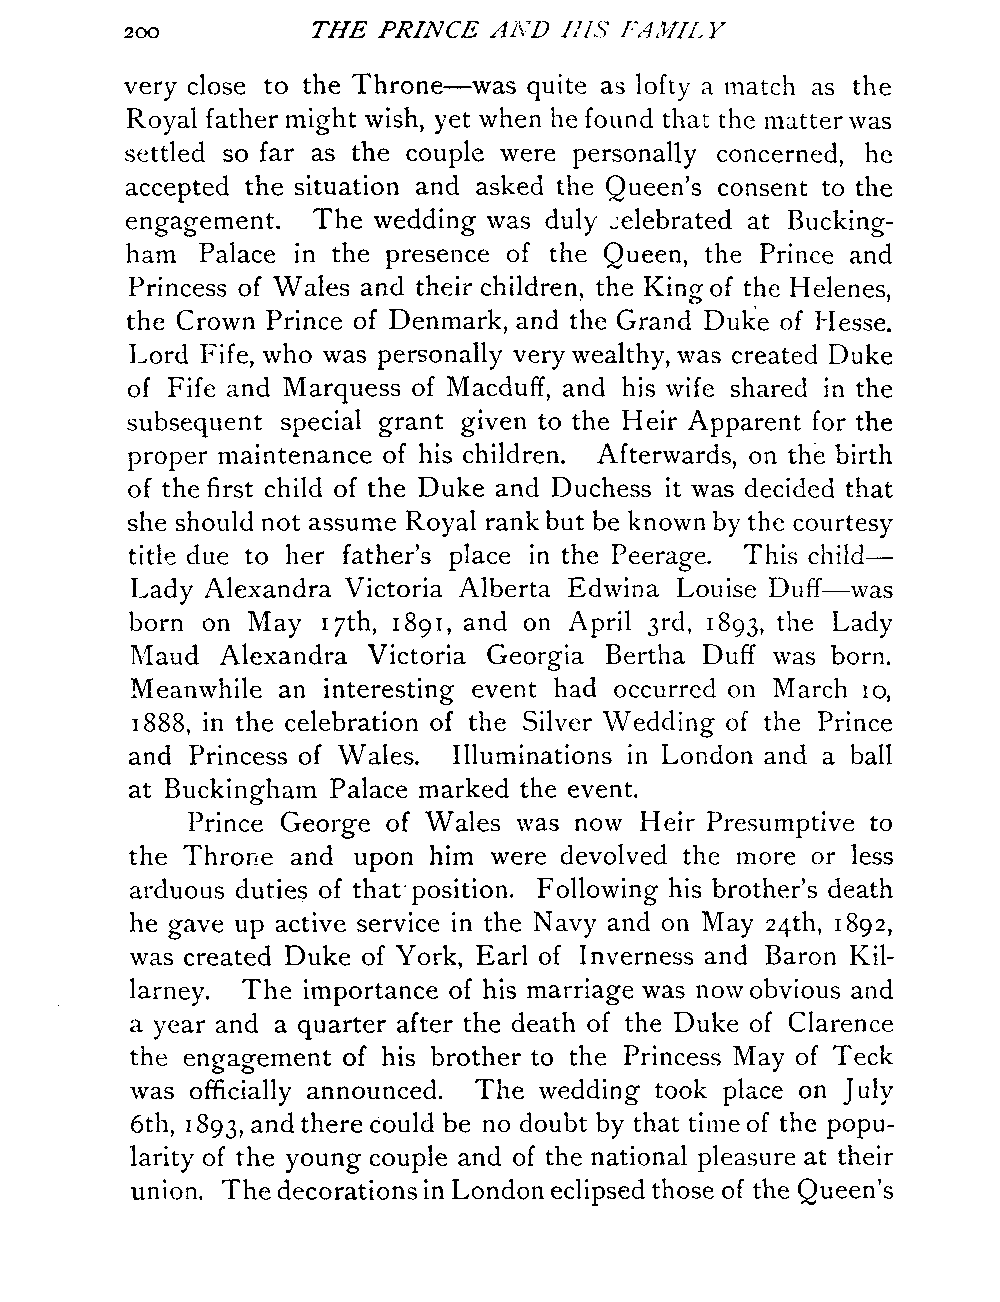 200 THE PRINCE AND HIS FAMILY
very close to the Throne—was quite as lofty a match as the
Royal father might wish, yet when he found that the matter was
settled so far as the couple were personally concerned, he
accepted the situation and asked the Queen's consent to the
engagement. The wedding was duly celebrated at Bucking-
ham Palace in the presence of the Queen, the Prince and
Princess of Wales and their children, the King of the Helenes,
the Crown Prince of Denmark, and the Grand Duke of Hesse.
Lord Fife, who was personally very wealthy, was created Duke
of Fife and Marquess of Macduff, and his wife shared in the
subsequent special grant given to the Heir Apparent for the
proper maintenance of his children. Afterwards, on the birth
of the first child of the Duke and Duchess it was decided that
she should not assume Royal rank but be known by the courtesy
title due to her father's place in the Peerage. This child—
Lady Alexandra Victoria Alberta Edwina Louise Duff—was
born on May 17th, 1891, and on April 3rd, 1893, the Lady
Maud Alexandra Victoria Georgia Bertha Duff was born.
Meanwhile an interesting event had occurred on March 10,
1888, in the celebration of the Silver Wedding of the Prince
and Princess of Wales. Illuminations in London and a ball
at Buckingham Palace marked the event.
Prince George of Wales was now Heir Presumptive to
the Throne and upon him were devolved the more or less
arduous duties of that position. Following his brother's death
he gave up active service in the Navy and on May 24th, 1892,
was created Duke of York, Earl of Inverness and Baron Kil-
larney. The importance of his marriage was now obvious and
a year and a quarter after the death of the Duke of Clarence
the engagement of his brother to the Princess May of Teck
was officially announced. The wedding took place on July
6th, 1893, and there could be no doubt by that time of the popu-
larity of the young couple and of the national pleasure at their
union. The decorations in London eclipsed those of the Queen's